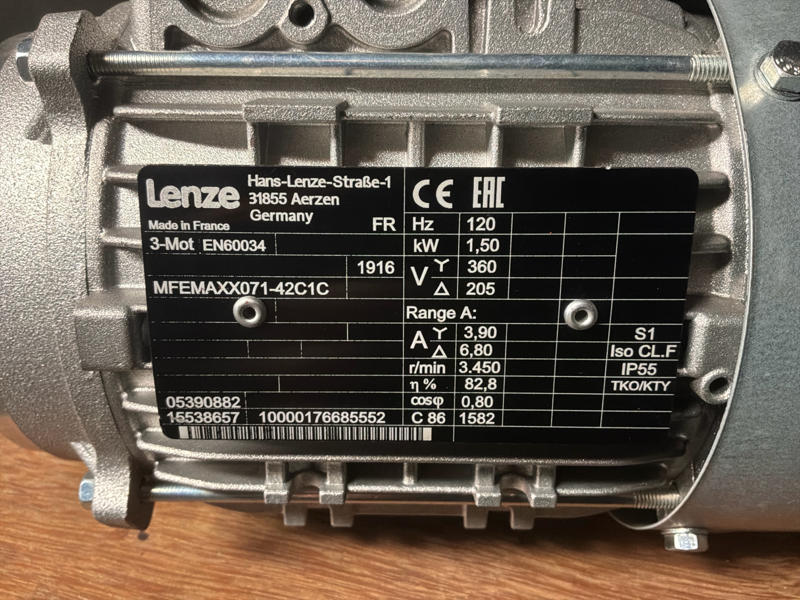 Lenze Hans-Lenze-Straße-1
31855 Aerzen
Germany
CE EAC
Made in France FR Hz 120
3-Mot EN60034 kW 1,50
1916 V Y 360
MFEMAXX071-42C1C △ 205
Range A:
A Y 3,90 S1
△ 6,80 Iso CL.F
r/min 3.450 IP55
η % 82,8 TKO/KTY
05390882 cosφ 0,80
15538657 10000176685552 C 86 1582